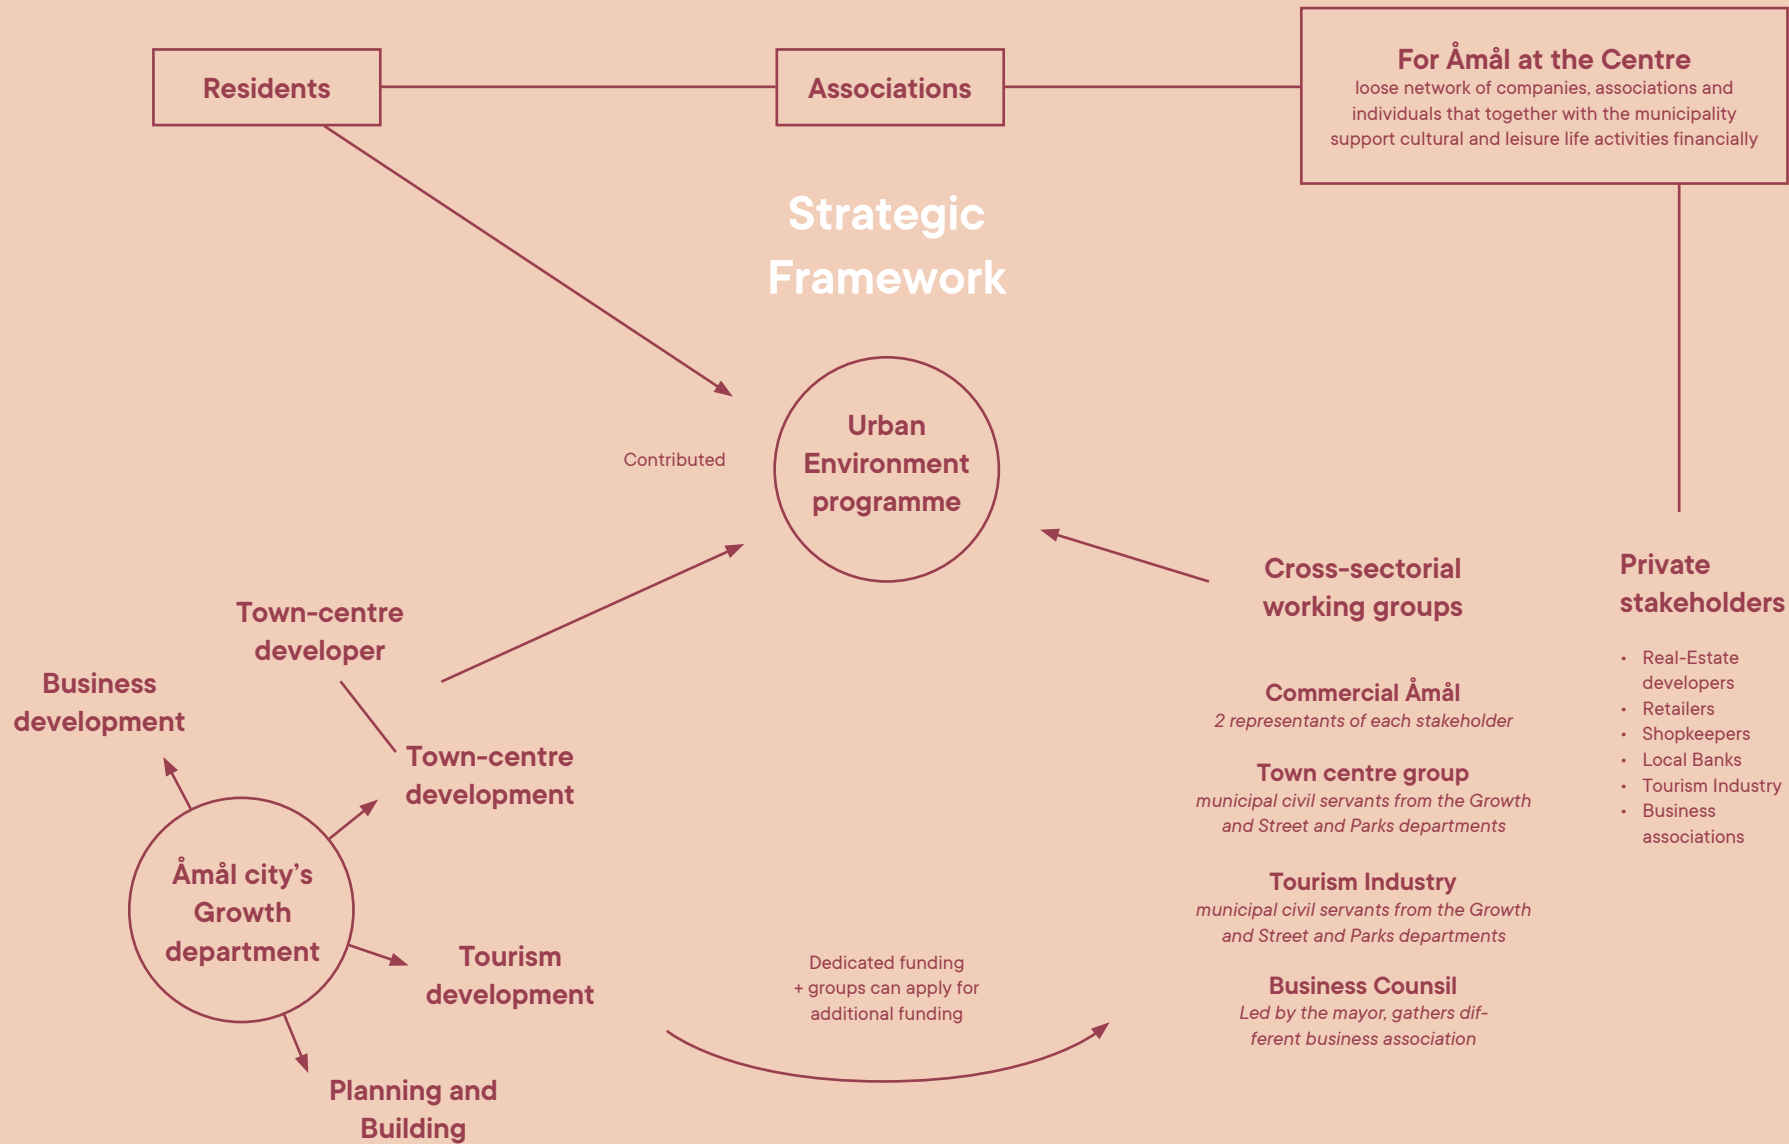 Residents
Associations
For Åmål at the Centre
loose network of companies, associations and
individuals that together with the municipality
support cultural and leisure life activities financially
Strategic
Framework
Urban
Environment
programme
Contributed
Town-centre
developer
Business
development
Town-centre
development
Åmål city’s
Growth
department
Tourism
development
Planning and
Building
Dedicated funding
+ groups can apply for
additional funding
Cross-sectorial
working groups
Commercial Åmål
2 representants of each stakeholder
Town centre group
municipal civil servants from the Growth
and Street and Parks departments
Tourism Industry
municipal civil servants from the Growth
and Street and Parks departments
Business Counsil
Led by the mayor, gathers dif-
ferent business association
Private
stakeholders
• Real-Estate
developers
• Retailers
• Shopkeepers
• Local Banks
• Tourism Industry
• Business
associations